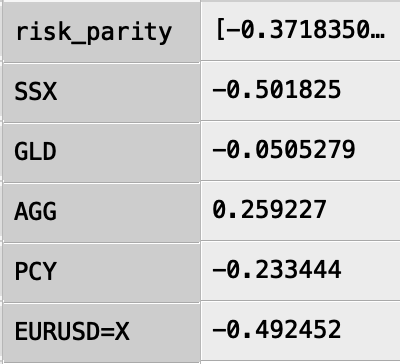 risk_parity [-0.3718350…
SSX -0.501825
GLD -0.0505279
AGG 0.259227
PCY -0.233444
EURUSD=X -0.492452